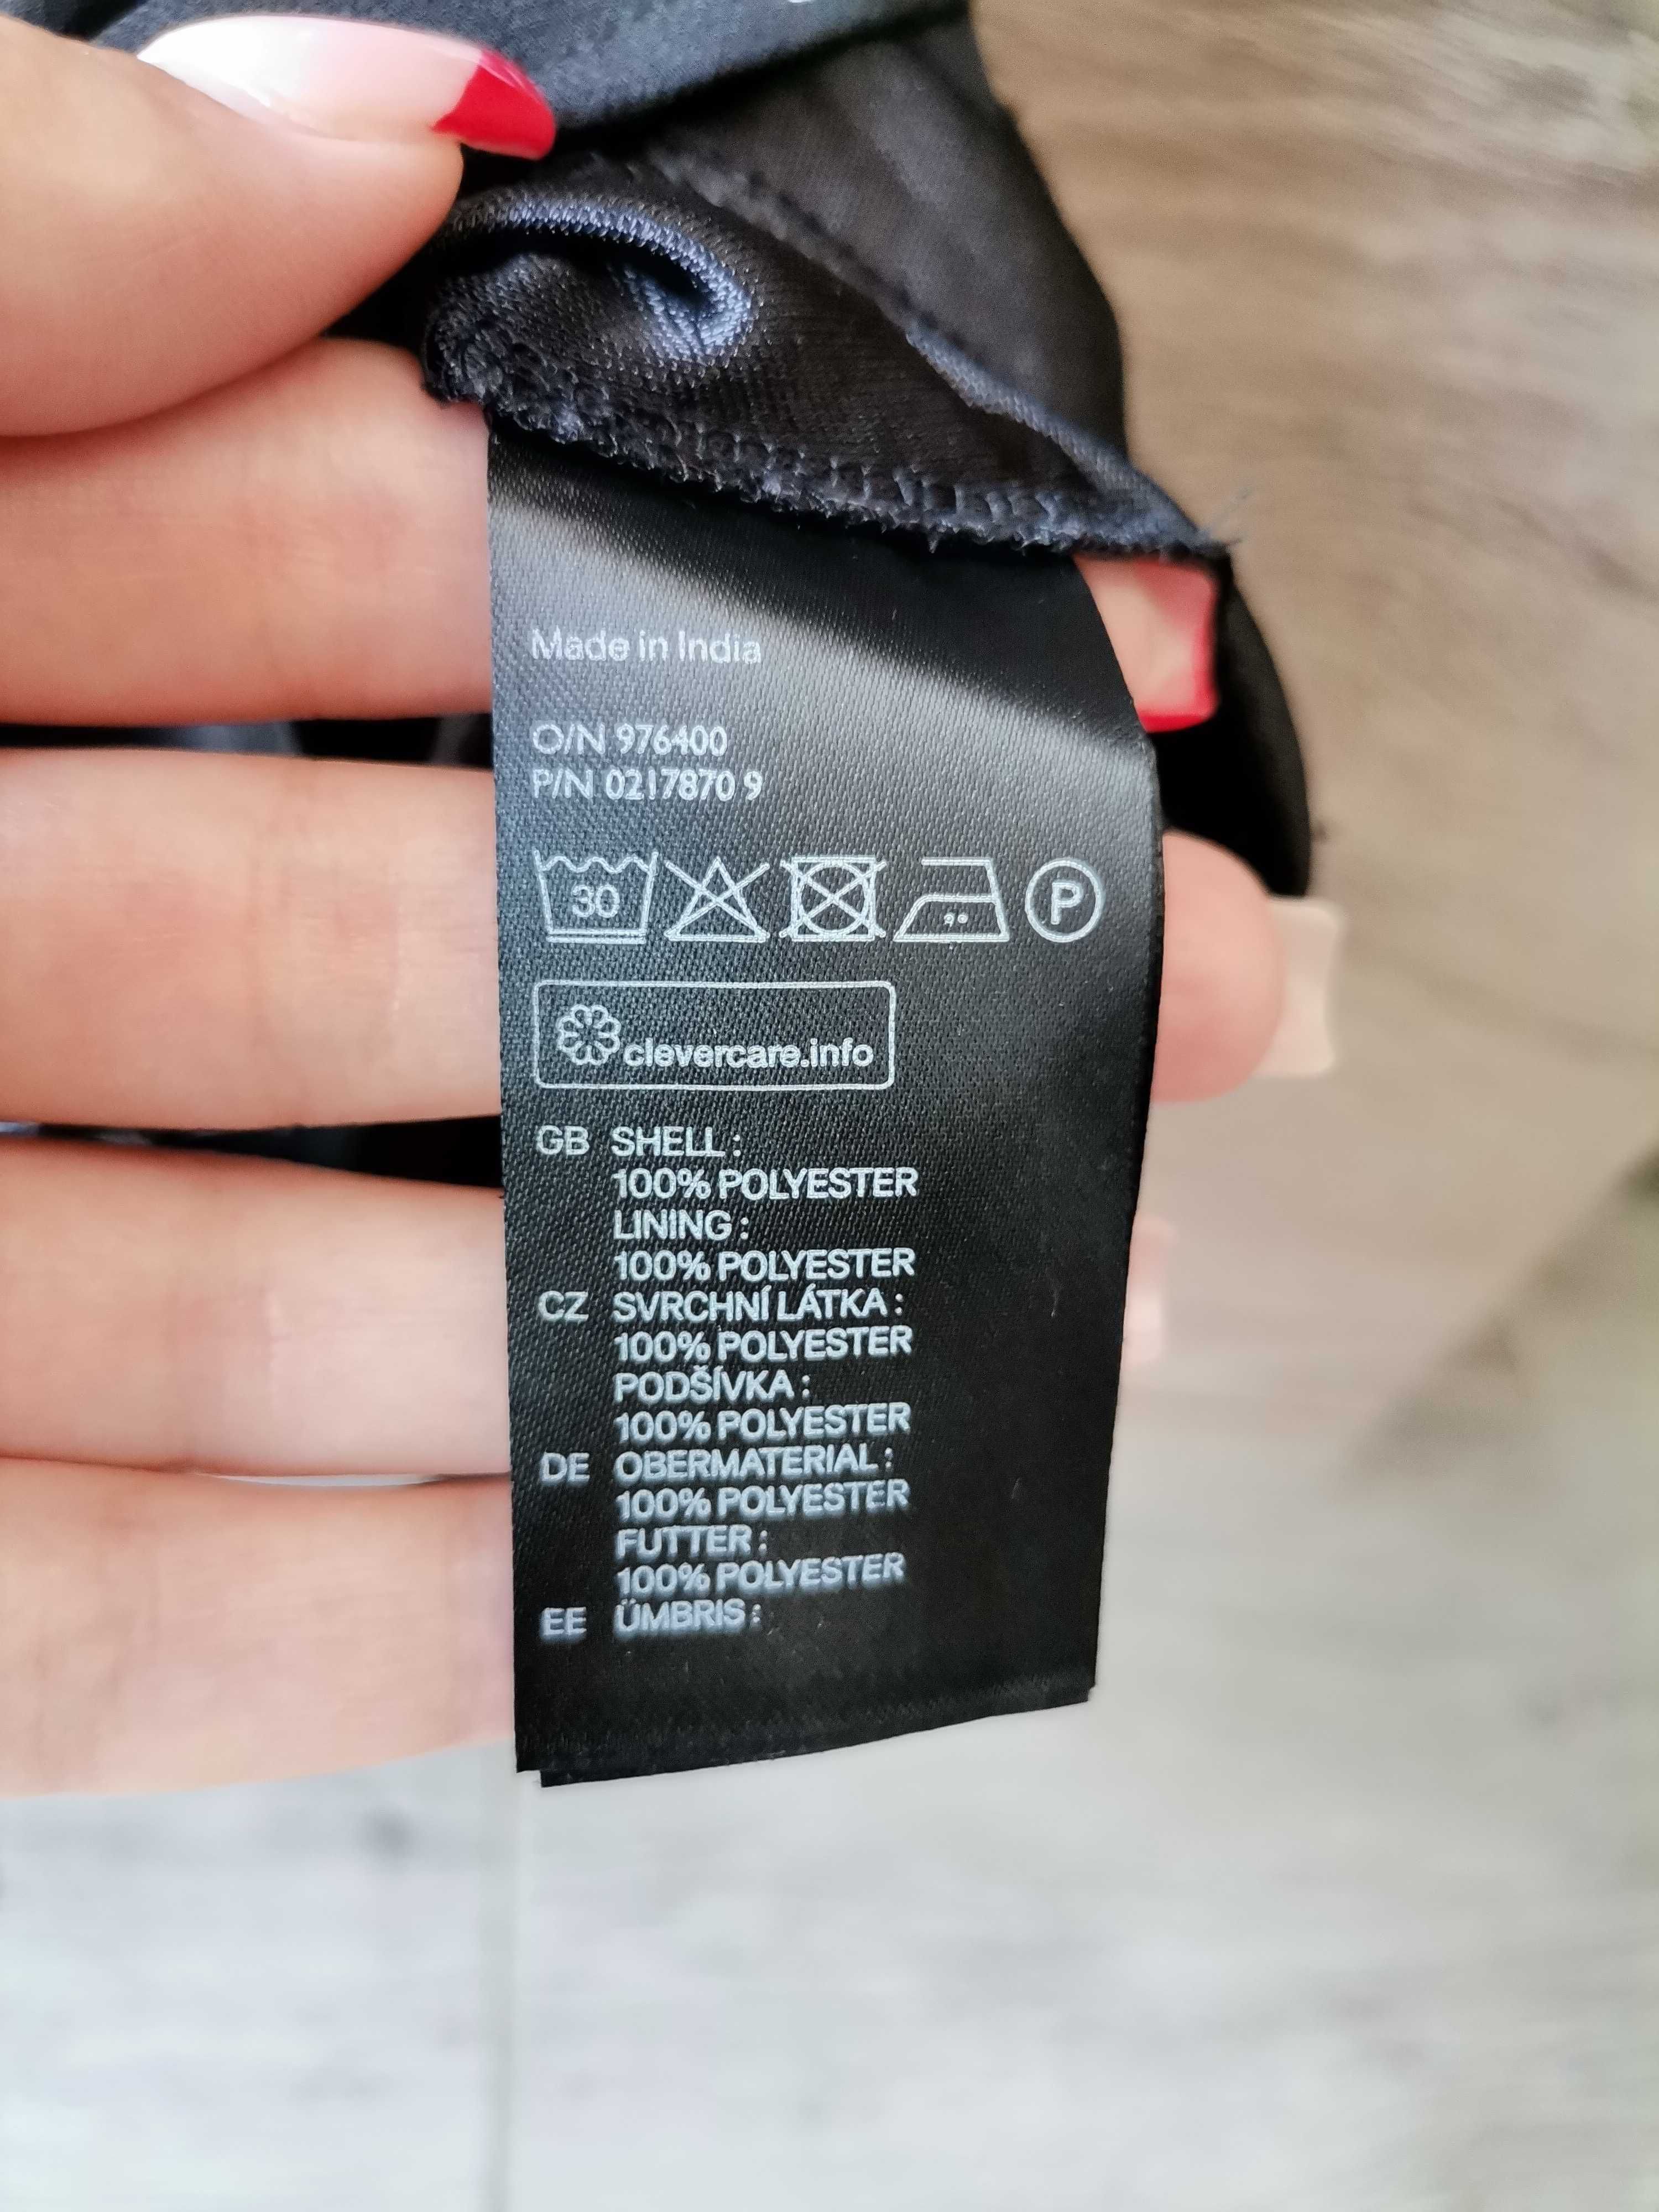 Made in India
O/N 976400
P/N 0217870 9
30
P
clevercare.info
GB SHELL :
100% POLYESTER
LINING :
100% POLYESTER
CZ SVRCHNÍ LÁTKA :
100% POLYESTER
PODŠÍVKA :
100% POLYESTER
DE OBERMATERIAL :
100% POLYESTER
FUTTER :
100% POLYESTER
EE ÜMBRIS :